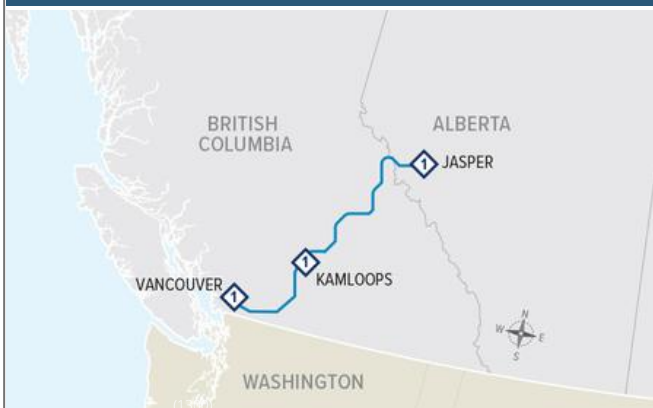 BRITISH
COLUMBIA
ALBERTA
1
JASPER
1
KAMLOOPS
VANCOUVER
1
N
W
E
S
WASHINGTON